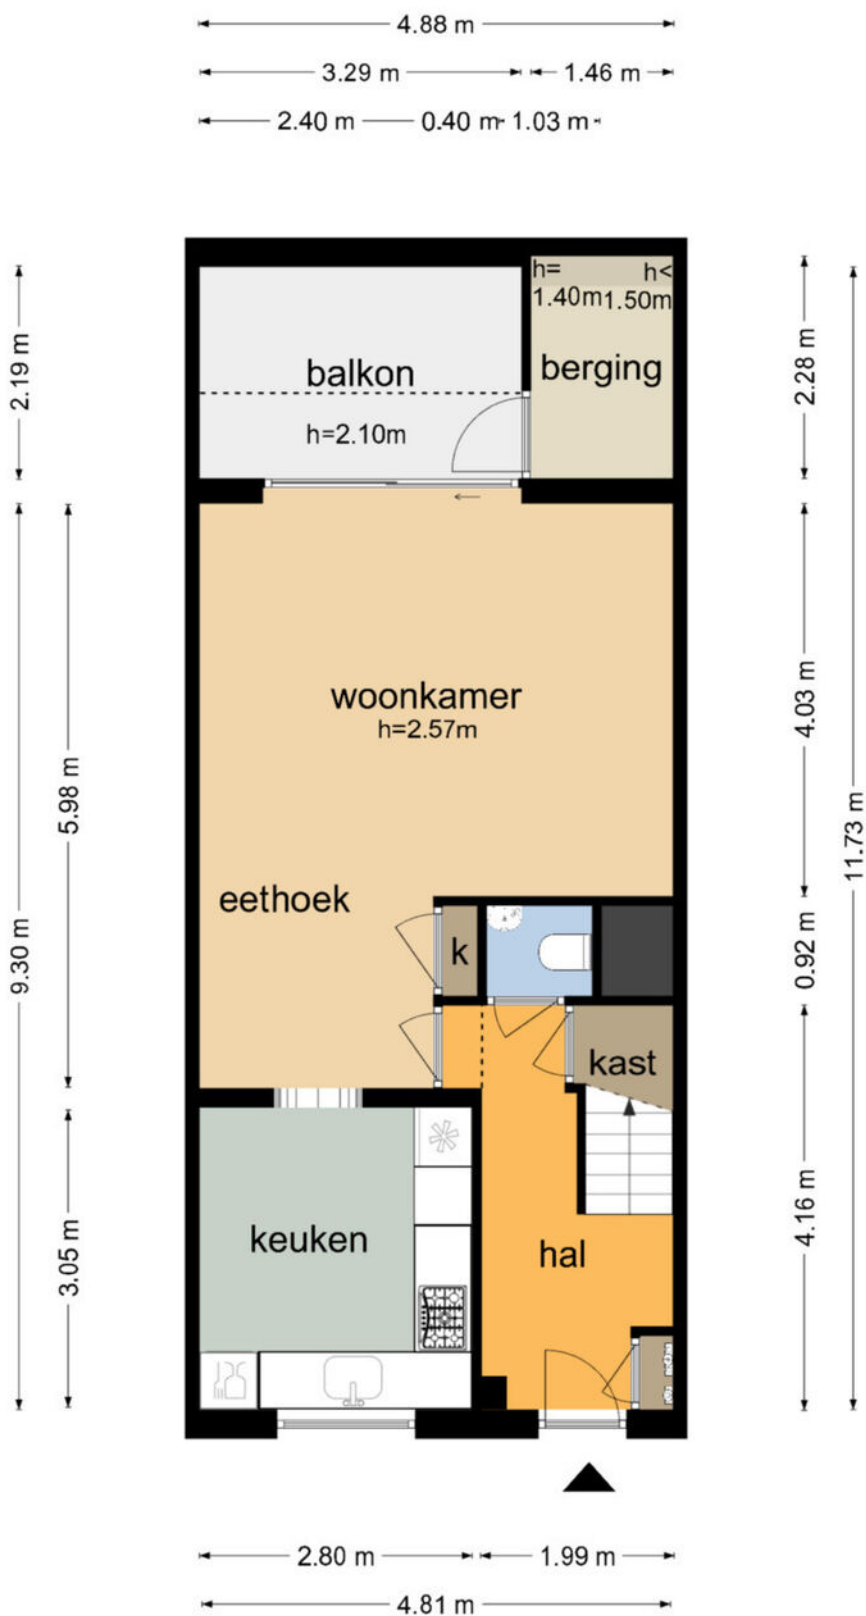 4.88 m
3.29 m 1.46 m
2.40 m 0.40 m 1.03 m
h= h<
1.40m 1.50m
balkon
berging
h=2.10m
2.19 m
2.28 m
woonkamer
h=2.57m
4.03 m
5.98 m
11.73 m
eethoek
9.30 m
k
0.92 m
kast
keuken
hal
3.05 m
4.16 m
2.80 m 1.99 m
4.81 m